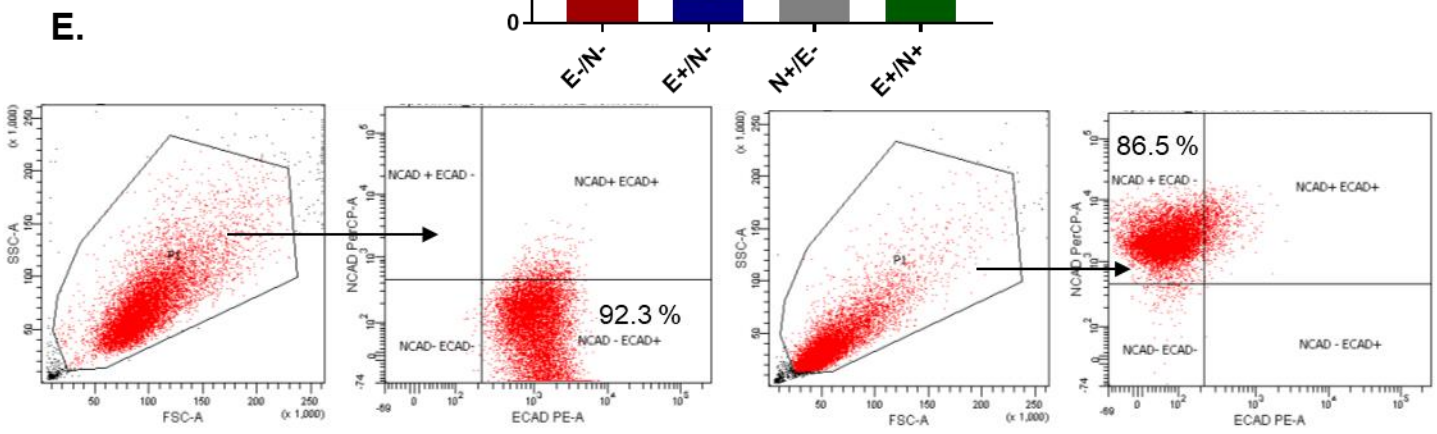 E.
0
E-/N-
E+/N-
N+/E-
E+/N+
(x 1,000)
250
200
150
100
50
SSC-A
P1
50 100 150 200 250
FSC-A
(x 1,000)
NCAD PerCP-A
10^5
10^4
10^3
10^2
0
-74
NCAD + ECAD -
NCAD+ ECAD+
92.3 %
NCAD- ECAD-
NCAD - ECAD+
-69 0 10^2 10^3 10^4 10^5
ECAD PE-A
(x 1,000)
250
200
150
100
50
SSC-A
P1
50 100 150 200 250
FSC-A
(x 1,000)
NCAD PerCP-A
10^5
10^4
10^3
10^2
0
-74
86.5 %
NCAD + ECAD -
NCAD+ ECAD+
NCAD- ECAD-
NCAD - ECAD+
-69 0 10^2 10^3 10^4 10^5
ECAD PE-A